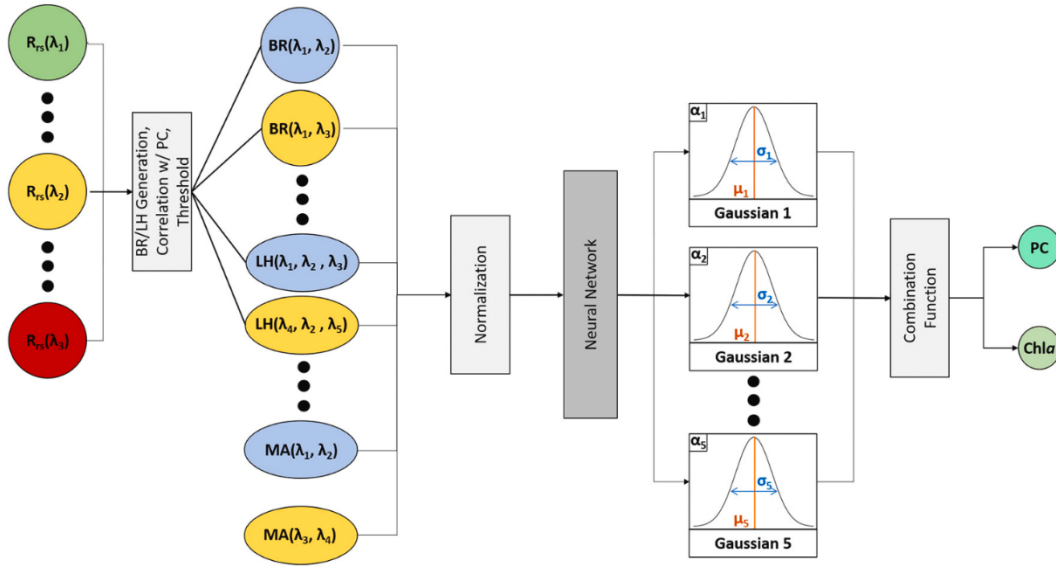 Rrs(λ1)
Rrs(λ2)
Rrs(λ3)
BR/LH Generation,
Correlation w/ PC,
Threshold
BR(λ1, λ2)
BR(λ1, λ3)
LH(λ1, λ2 , λ3)
LH(λ4, λ2 , λ5)
MA(λ1, λ2)
MA(λ3, λ4)
Normalization
Neural Network
α1
σ1
μ1
Gaussian 1
α2
σ2
μ2
Gaussian 2
α5
σ5
μ5
Gaussian 5
Combination
Function
PC
Chla